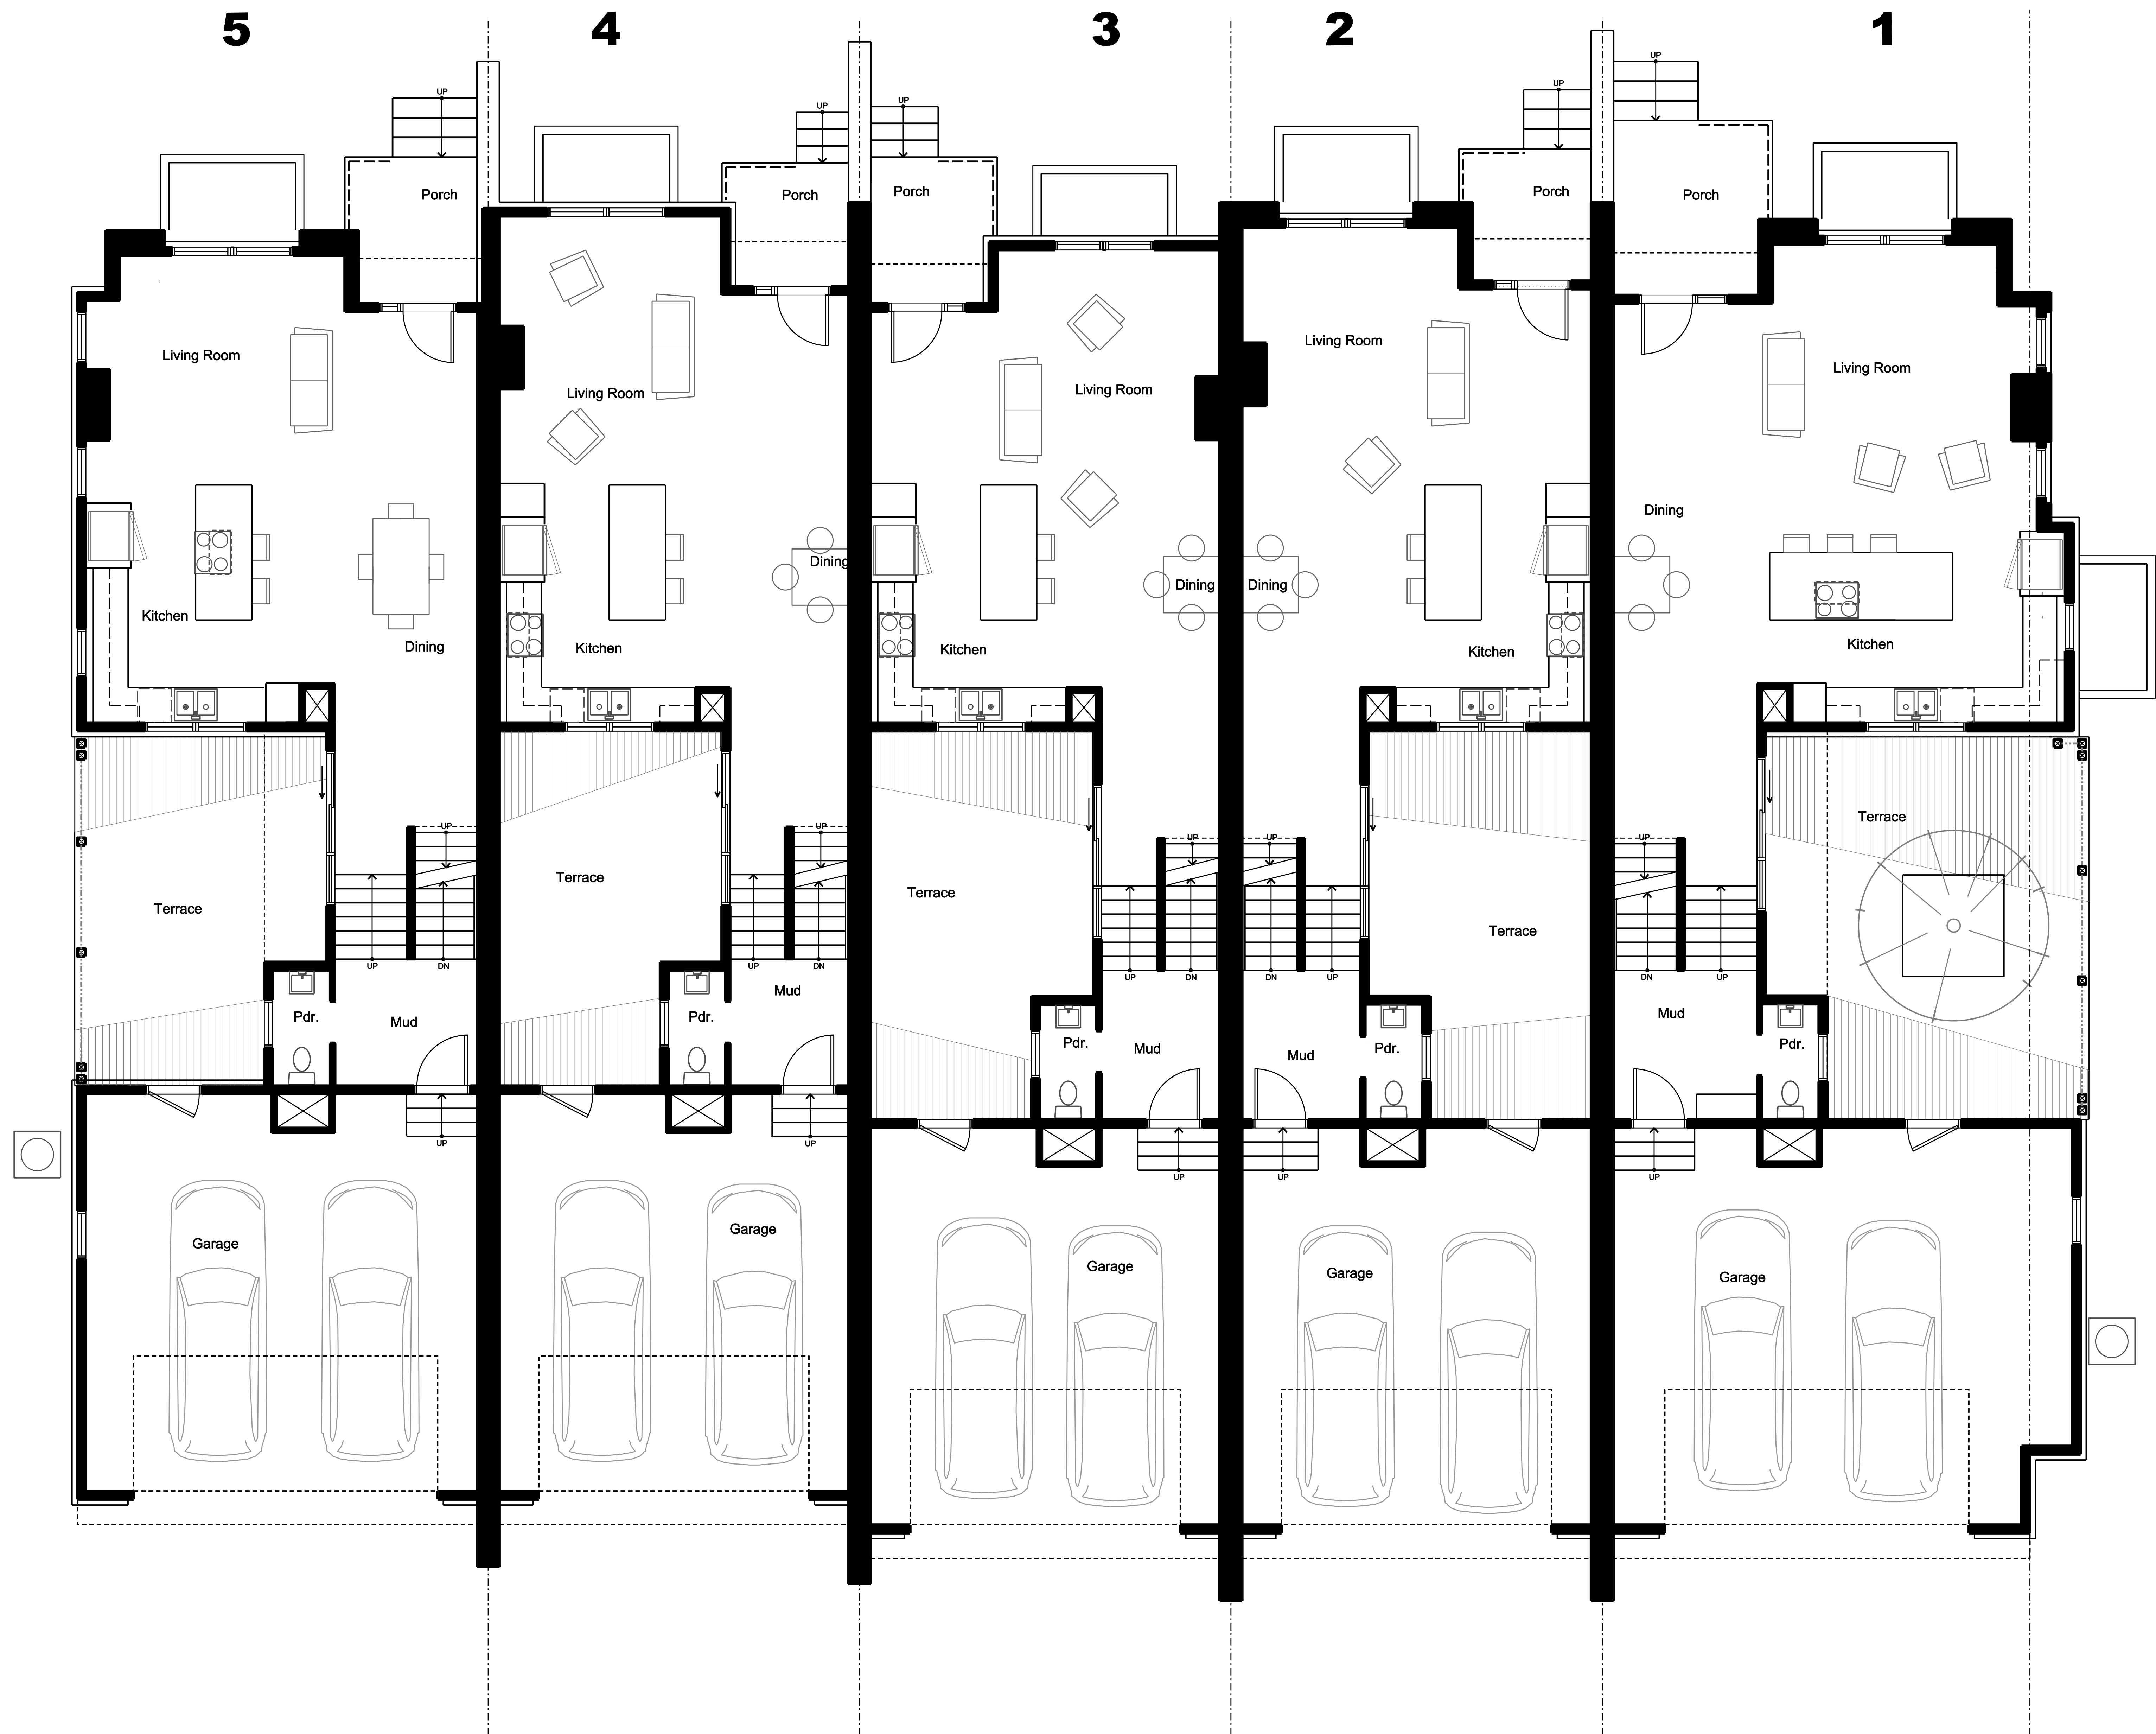 5 4 3 2 1
UP
UP
UP
UP
UP
Porch
Porch
Porch
Porch
Porch
Living Room
Living Room
Living Room
Living Room
Living Room
Dining
Dining
Dining
Dining
Dining
Kitchen
Kitchen
Kitchen
Kitchen
Kitchen
UP
UP
UP
UP
UP
Terrace
Terrace
Terrace
Terrace
Terrace
UP DN
UP DN
UP DN
DN UP
DN UP
Pdr.
Mud
Pdr.
Mud
Pdr.
Mud
Mud
Pdr.
Mud
Pdr.
UP
UP
UP
UP
UP
Garage
Garage
Garage
Garage
Garage